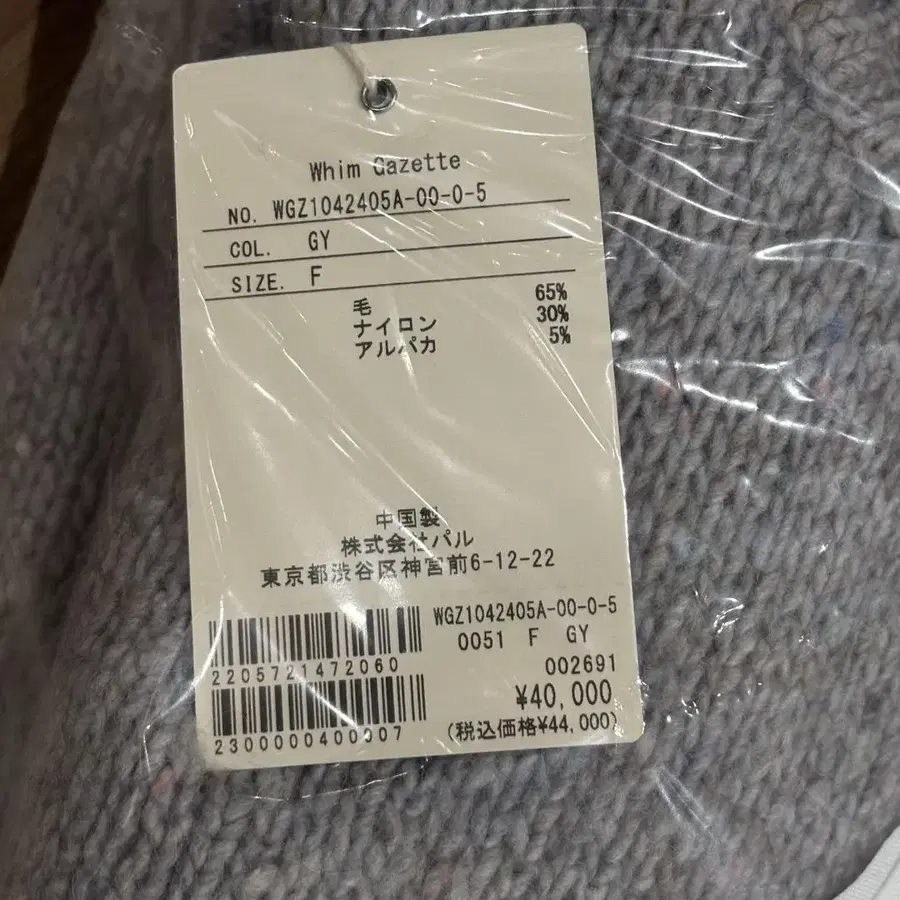 Whim Gazette
NO. WGZ1042405A-00-0-5
COL. GY
SIZE. F
毛 65%
ナイロン 30%
アルパカ 5%
中国製
株式会社パル
東京都渋谷区神宮前6-12-22
WGZ1042405A-00-0-5
0051 F GY
2205721472060
002691
¥40,000
2300000400007
(税込価格¥44,000)